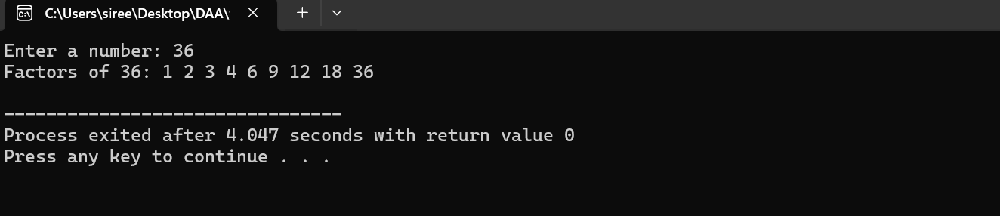 C:\Users\siree\Desktop\DAA\
Enter a number: 36
Factors of 36: 1 2 3 4 6 9 12 18 36
--------------------------------
Process exited after 4.047 seconds with return value 0
Press any key to continue . . .